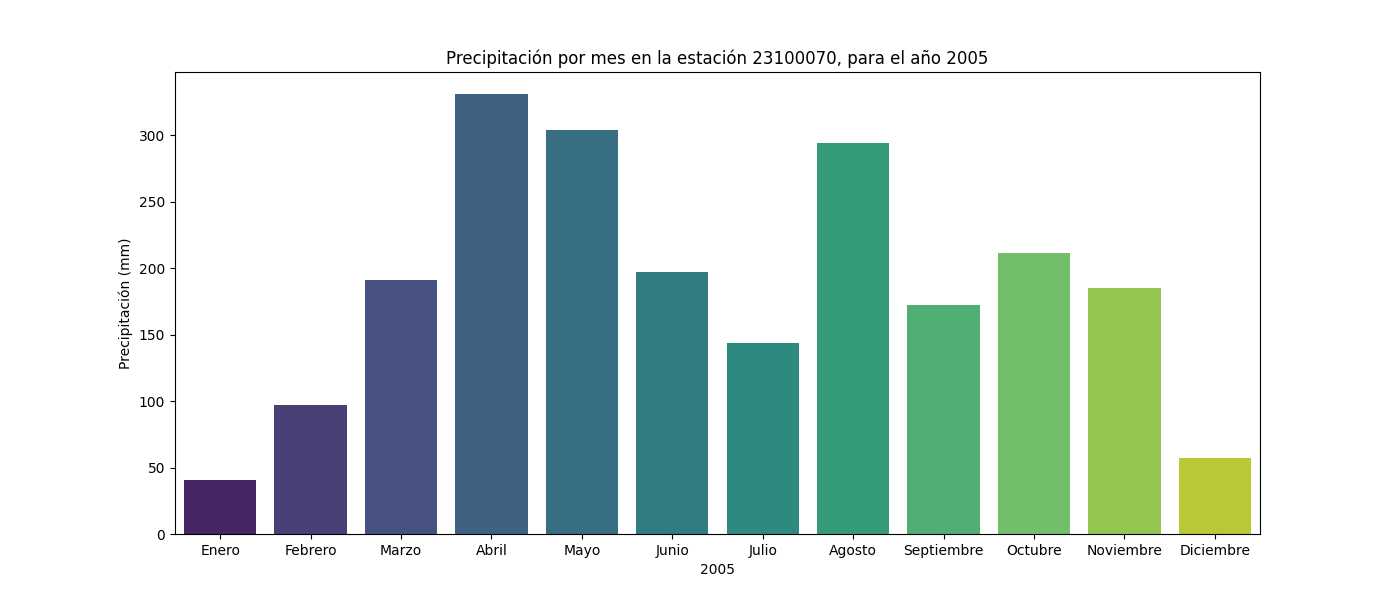 Precipitación por mes en la estación 23100070, para el año 2005
Precipitación (mm)
300
250
200
150
100
50
0
Enero Febrero Marzo Abril Mayo Junio Julio Agosto Septiembre Octubre Noviembre Diciembre
2005